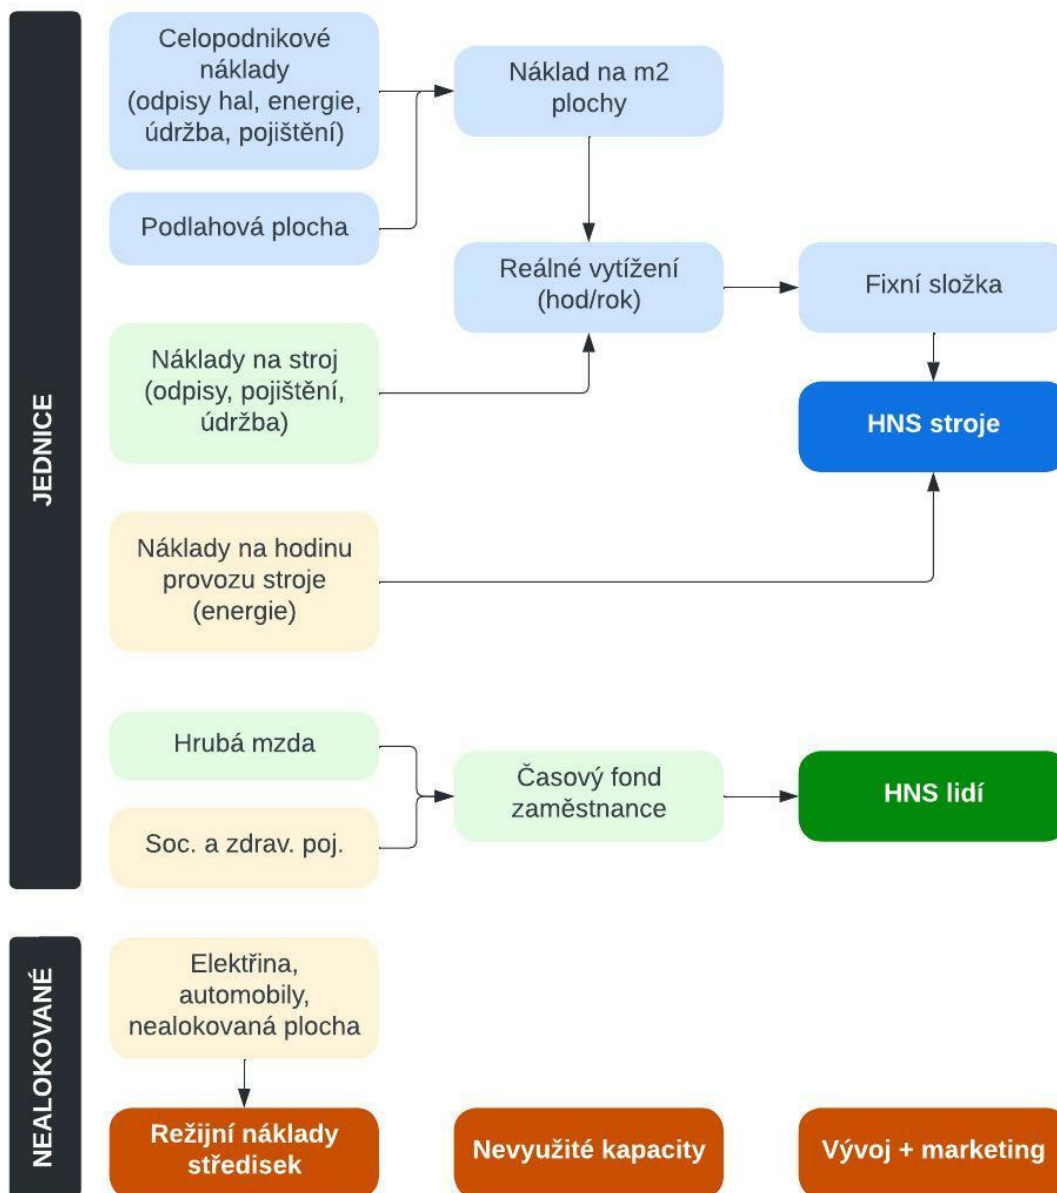 JEDNICE
Celopodnikové
náklady
(odpisy hal, energie,
údržba, pojištění)
Náklad na m2
plochy
Podlahová plocha
Reálné vytížení
(hod/rok)
Fixní složka
Náklady na stroj
(odpisy, pojištění,
údržba)
HNS stroje
Náklady na hodinu
provozu stroje
(energie)
Hrubá mzda
Časový fond
zaměstnance
HNS lidí
Soc. a zdrav. poj.
NEALOKOVANÉ
Elektřina,
automobily,
nealokovaná plocha
Režijní náklady
středisek
Nevyužité kapacity
Vývoj + marketing